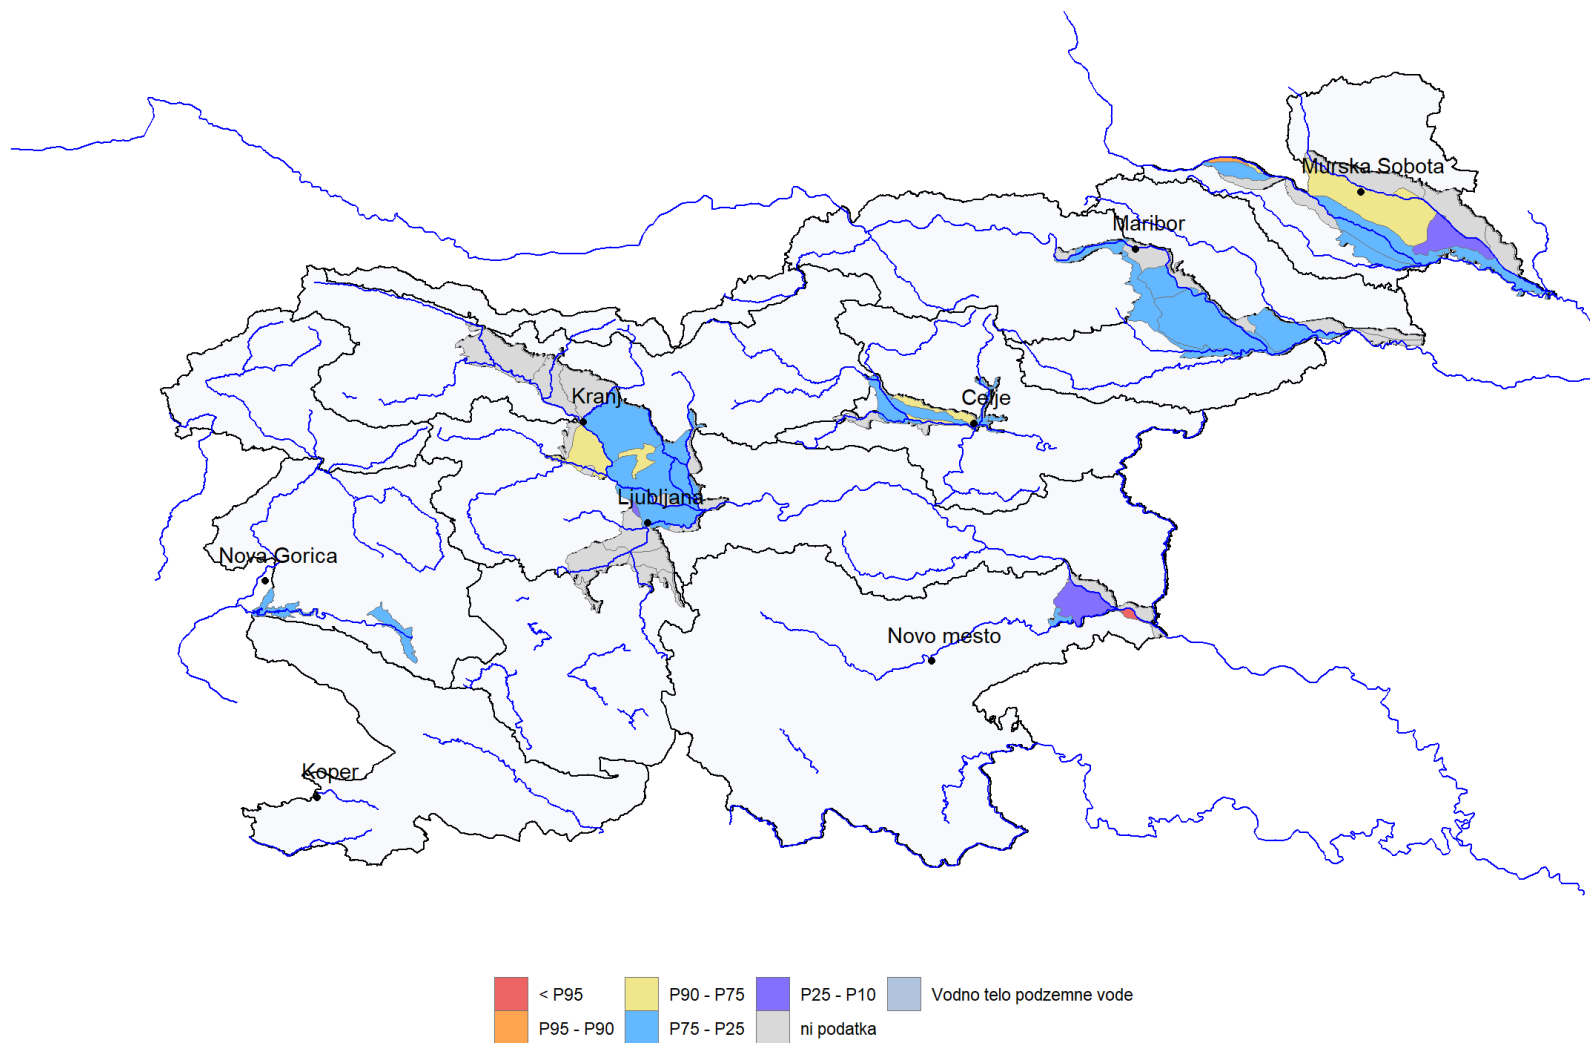 Murska Sobota
Maribor
Kranj
Celje
Ljubljana
Nova Gorica
Novo mesto
Koper
< P95
P90 - P75
P25 - P10
Vodno telo podzemne vode
P95 - P90
P75 - P25
ni podatka